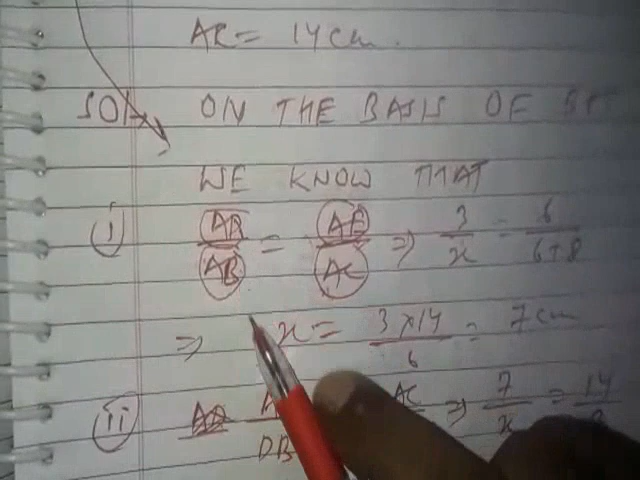 AC = 14 cm.
SOL. ON THE BASIS OF BP
WE KNOW THAT
i) AD/AB = AE/AC ⇒ 3/x = 6/6+8
⇒ x = 3×14/6 = 7 cm
ii) DB AC ⇒ 7/x = 14